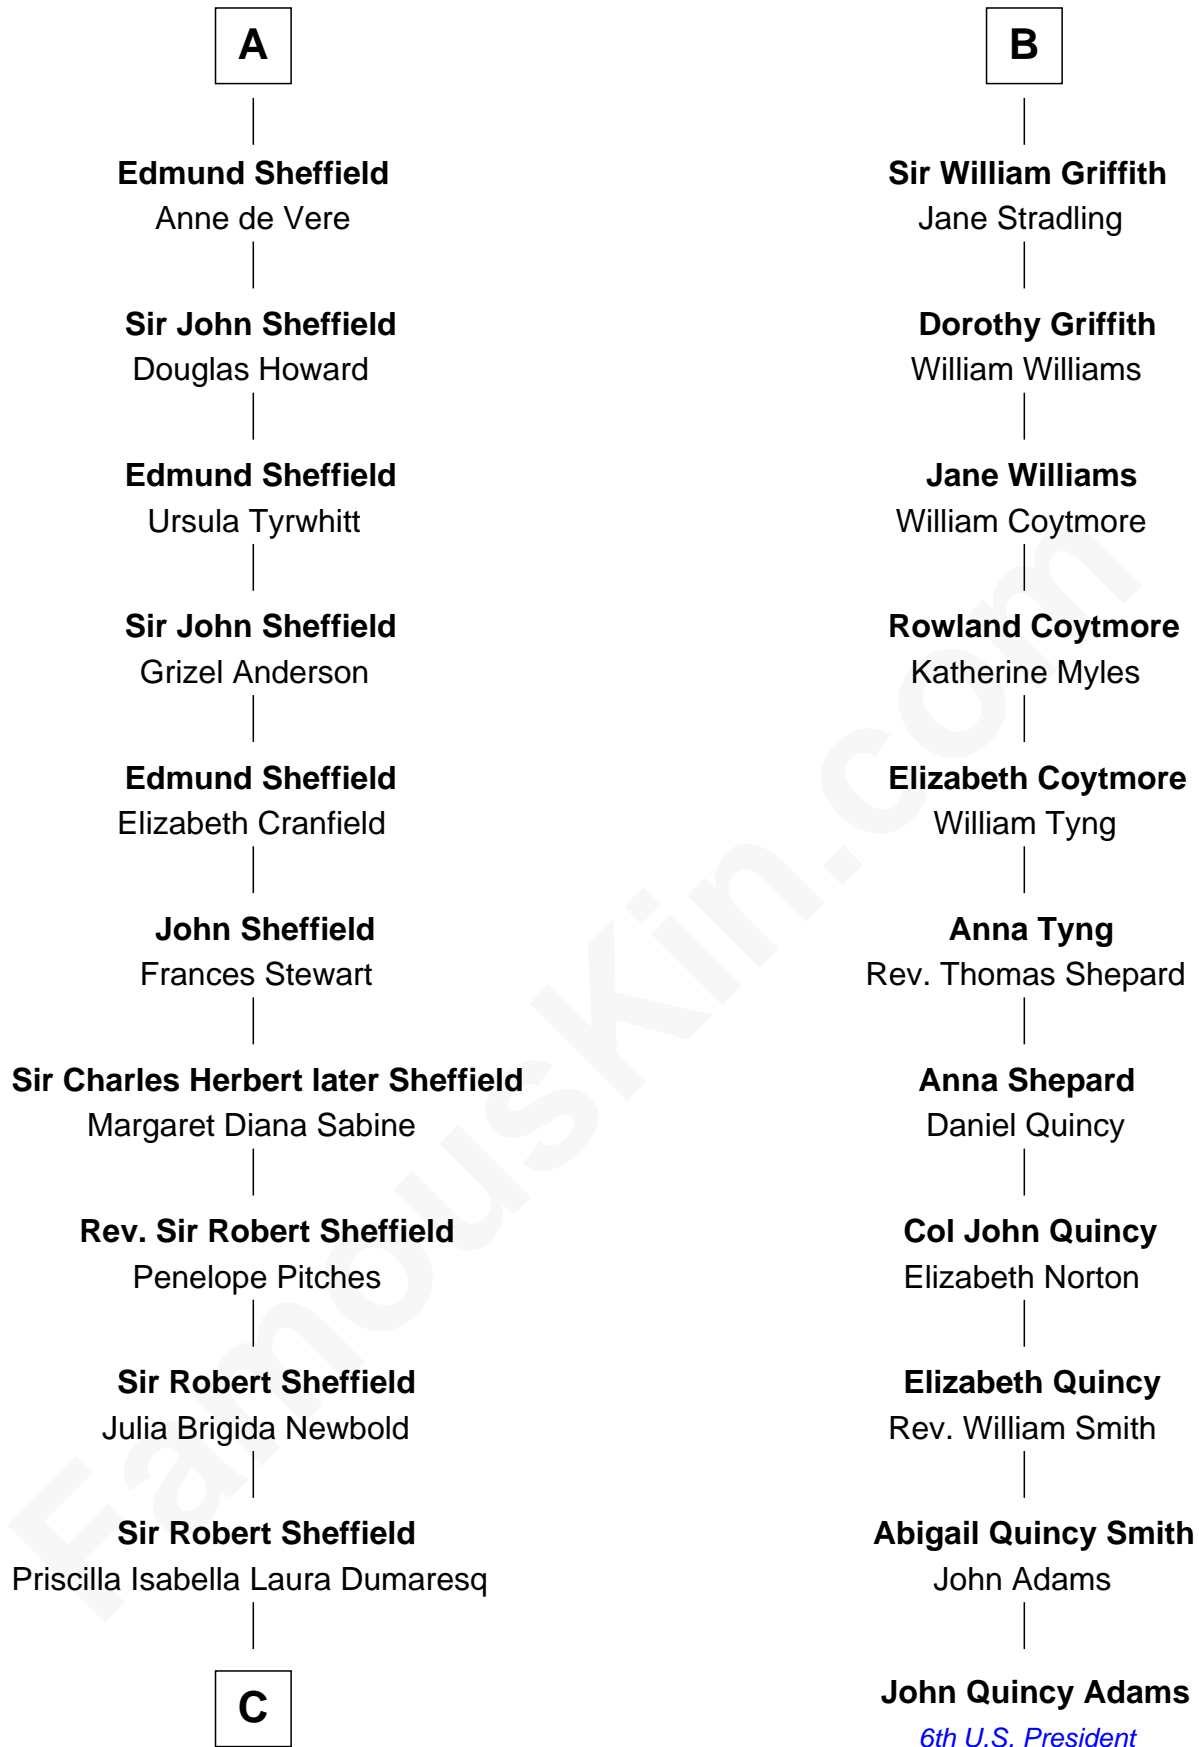 A
Edmund Sheffield
Anne de Vere
Sir John Sheffield
Douglas Howard
Edmund Sheffield
Ursula Tyrwhitt
Sir John Sheffield
Grizel Anderson
Edmund Sheffield
Elizabeth Cranfield
John Sheffield
Frances Stewart
Sir Charles Herbert later Sheffield
Margaret Diana Sabine
Rev. Sir Robert Sheffield
Penelope Pitches
Sir Robert Sheffield
Julia Brigida Newbold
Sir Robert Sheffield
Priscilla Isabella Laura Dumaresq
C
B
Sir William Griffith
Jane Stradling
Dorothy Griffith
William Williams
Jane Williams
William Coytmore
Rowland Coytmore
Katherine Myles
Elizabeth Coytmore
William Tyng
Anna Tyng
Rev. Thomas Shepard
Anna Shepard
Daniel Quincy
Col John Quincy
Elizabeth Norton
Elizabeth Quincy
Rev. William Smith
Abigail Quincy Smith
John Adams
John Quincy Adams
6th U.S. President
FamousKin.com